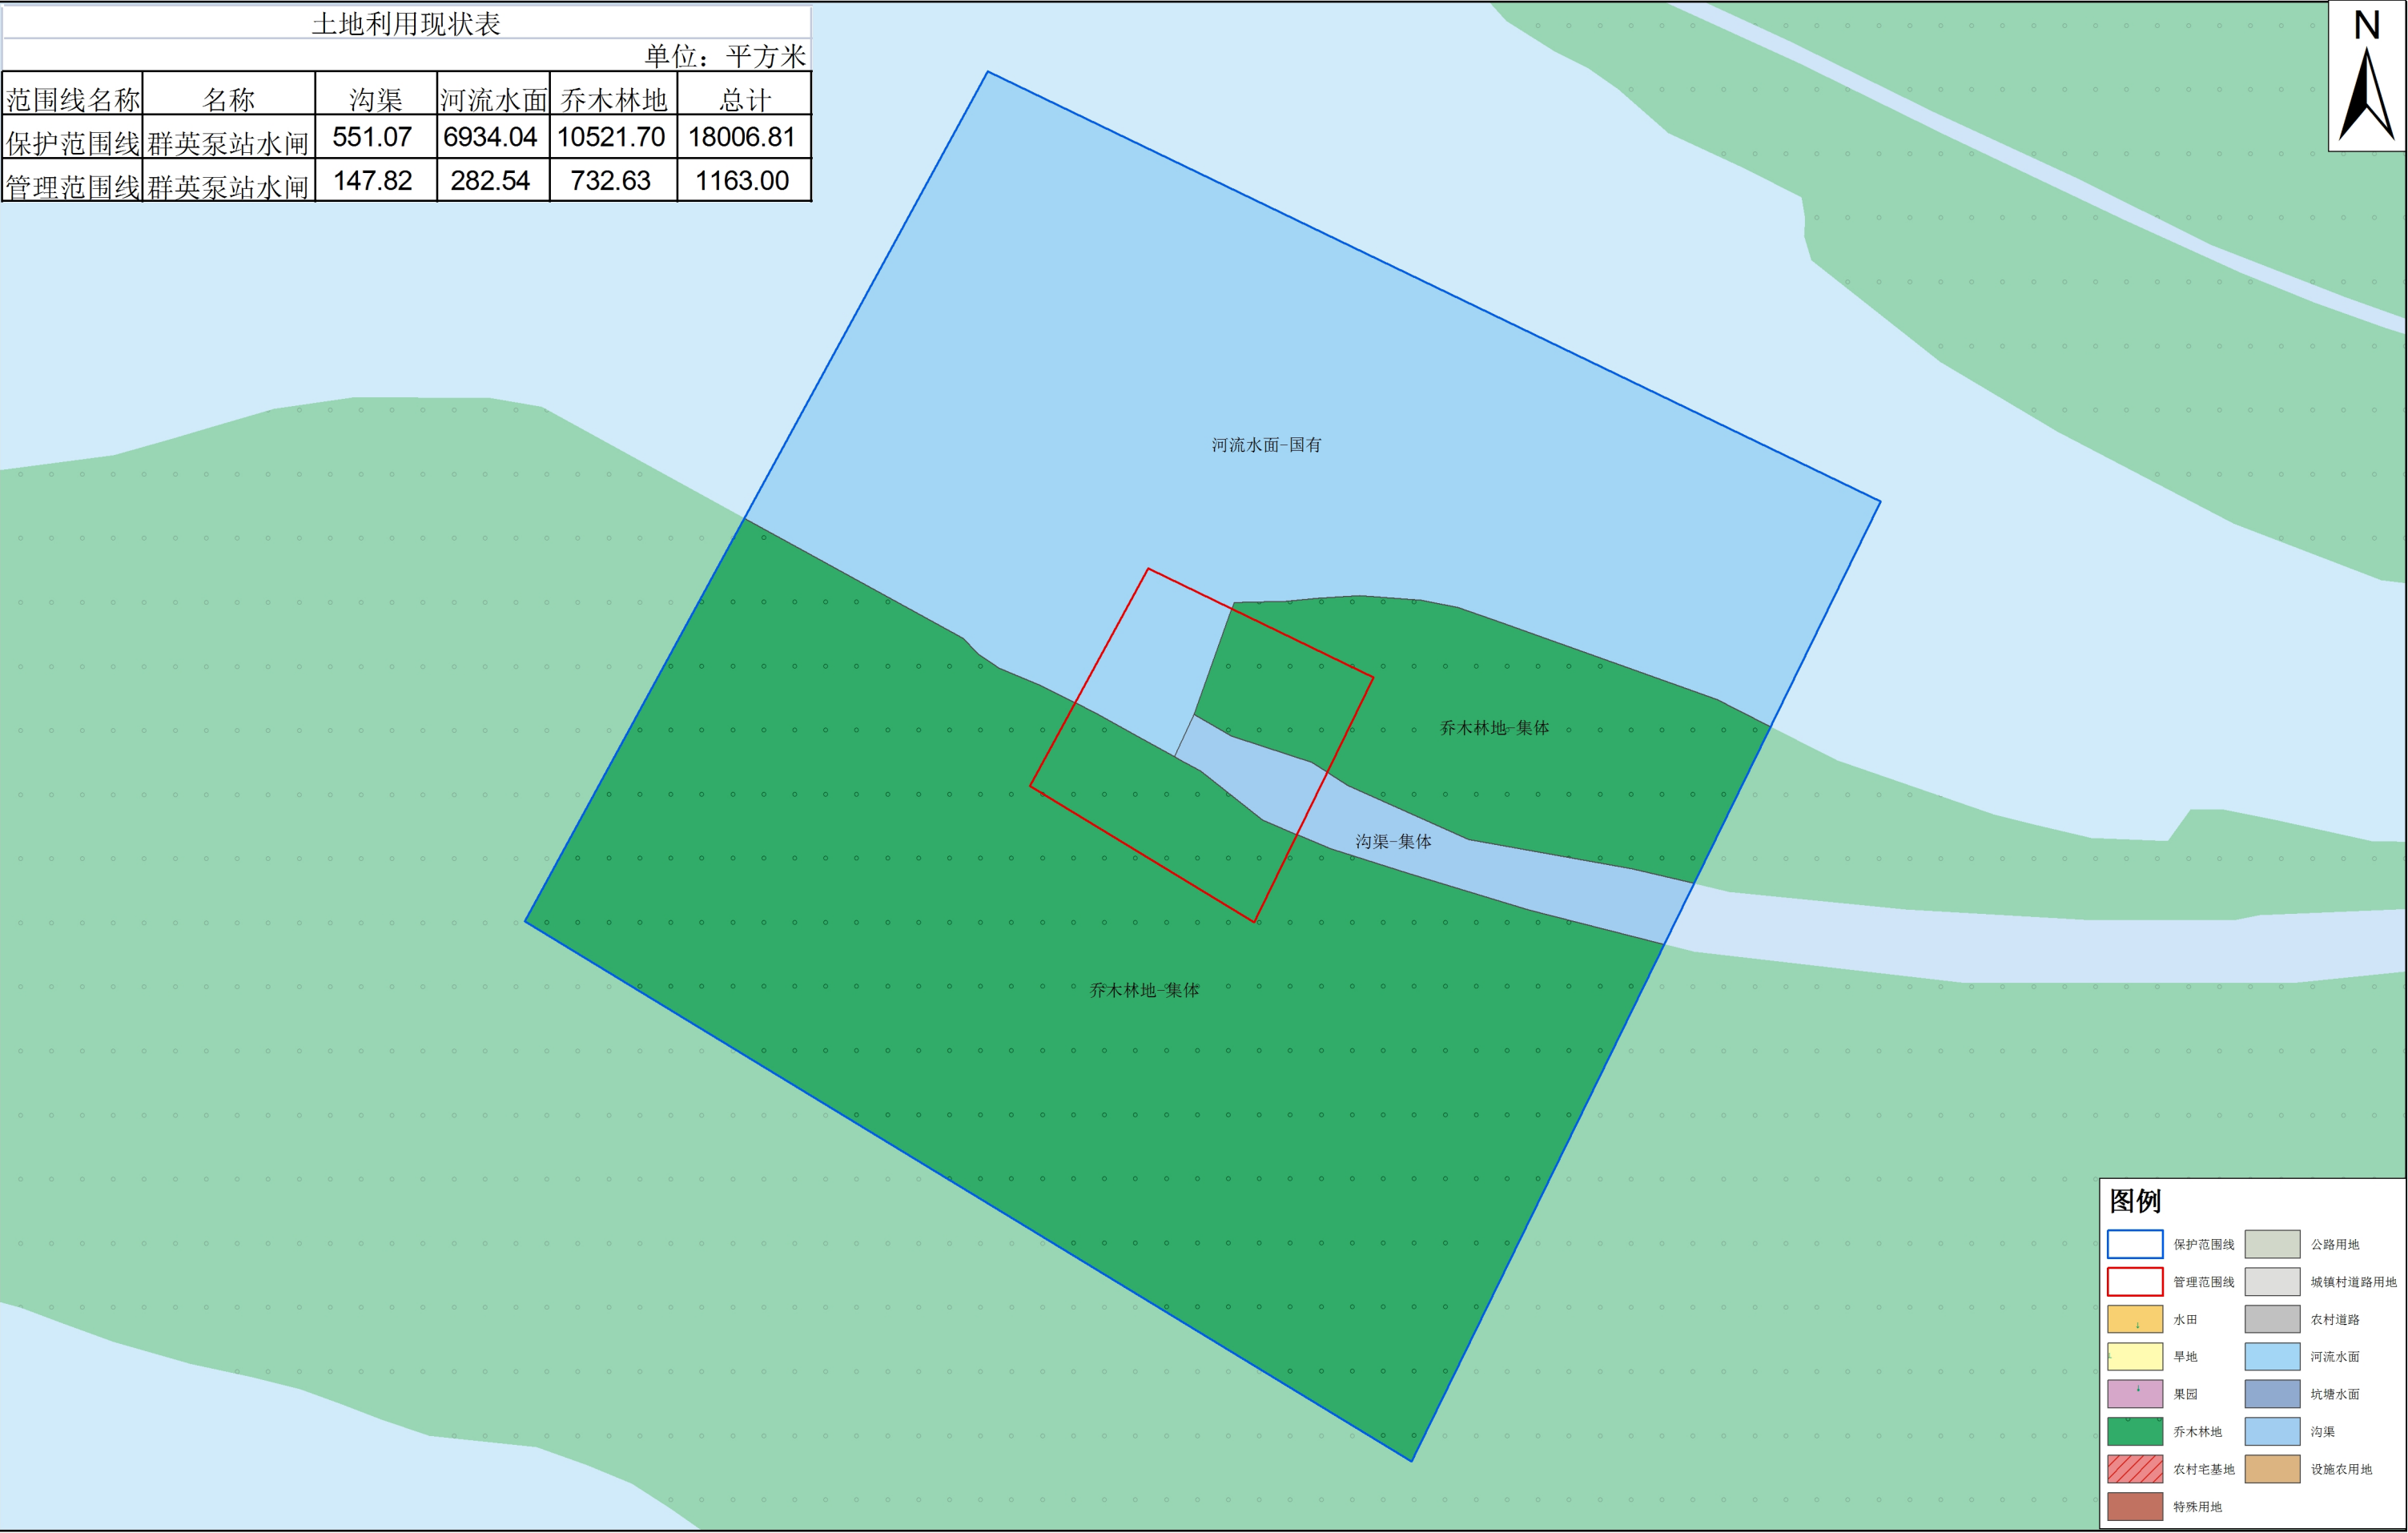 土地利用现状表
单位：平方米
范围线名称 名称 沟渠 河流水面 乔木林地 总计
保护范围线 群英泵站水闸 551.07 6934.04 10521.70 18006.81
管理范围线 群英泵站水闸 147.82 282.54 732.63 1163.00
N
河流水面-国有
乔木林地-集体
沟渠-集体
乔木林地-集体
图例
保护范围线 公路用地
管理范围线 城镇村道路用地
水田 农村道路
旱地 河流水面
果园 坑塘水面
乔木林地 沟渠
农村宅基地 设施农用地
特殊用地